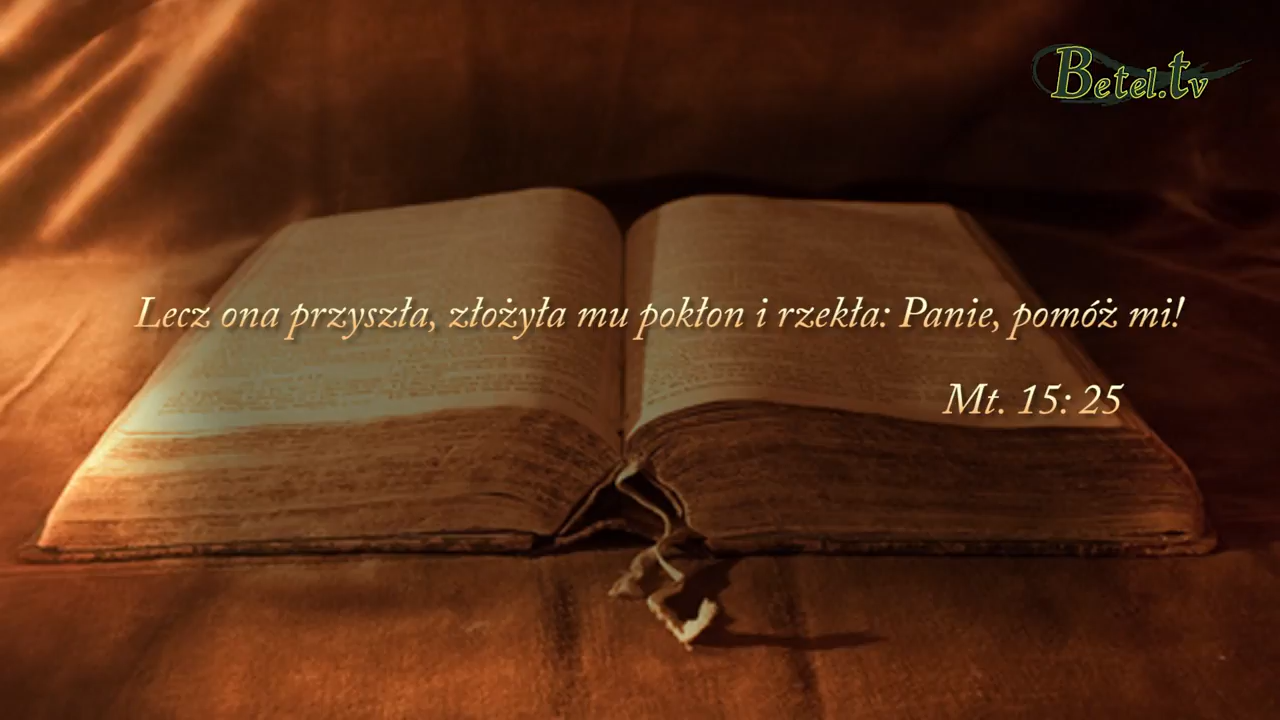 Betel.tv
Lecz ona przyszła, złożyła mu pokłon i rzekła: Panie, pomóż mi!
Mt. 15: 25